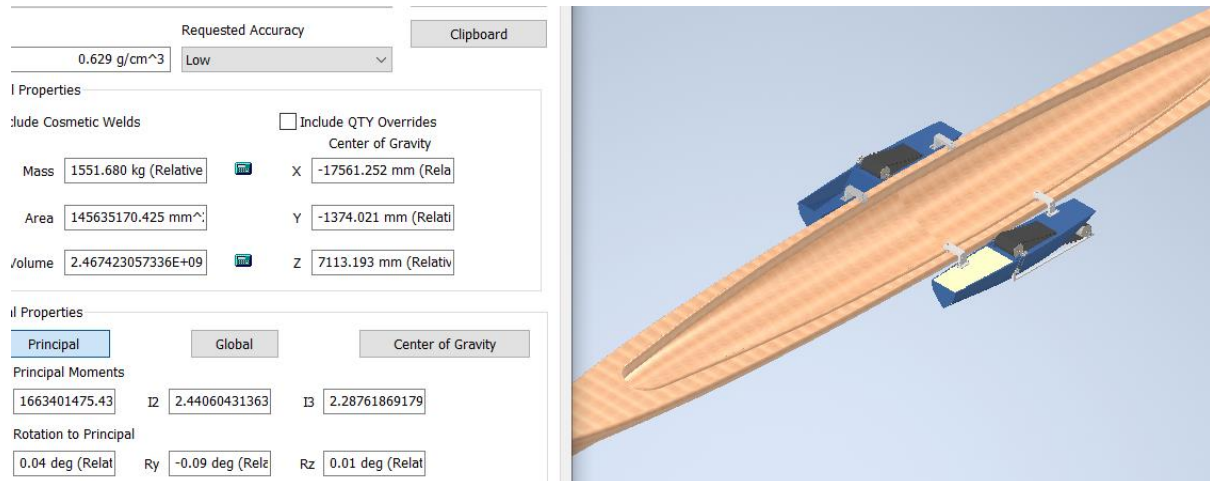 Requested Accuracy
Clipboard
0.629 g/cm^3 Low
l Properties
clude Cosmetic Welds Include QTY Overrides
Center of Gravity
Mass 1551.680 kg (Relative X -17561.252 mm (Rela
Area 145635170.425 mm^ Y -1374.021 mm (Relati
Volume 2.467423057336E+09 Z 7113.193 mm (Relativ
al Properties
Principal Global Center of Gravity
Principal Moments
1663401475.43 I2 2.44060431363 I3 2.28761869179
Rotation to Principal
0.04 deg (Relat Ry -0.09 deg (Rela Rz 0.01 deg (Relat